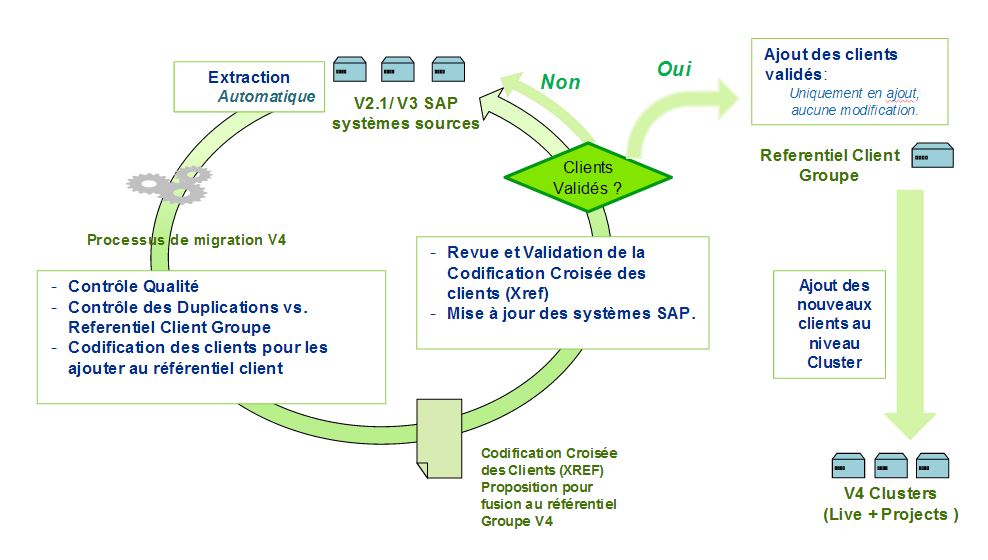 Extraction
Automatique
V2.1/ V3 SAP
systèmes sources
Non
Oui
Ajout des clients
validés:
Uniquement en ajout,
aucune modification.
Clients
Validés ?
Referentiel Client
Groupe
Processus de migration V4
- Contrôle Qualité
- Contrôle des Duplications vs.
Referentiel Client Groupe
- Codification des clients pour les
ajouter au référentiel client
- Revue et Validation de la
Codification Croisée des
clients (Xref)
- Mise à jour des systèmes SAP.
Ajout des
nouveaux
clients au
niveau
Cluster
Codification Croisée
des Clients (XREF)
Proposition pour
fusion au référentiel
Groupe V4
V4 Clusters
(Live + Projects )